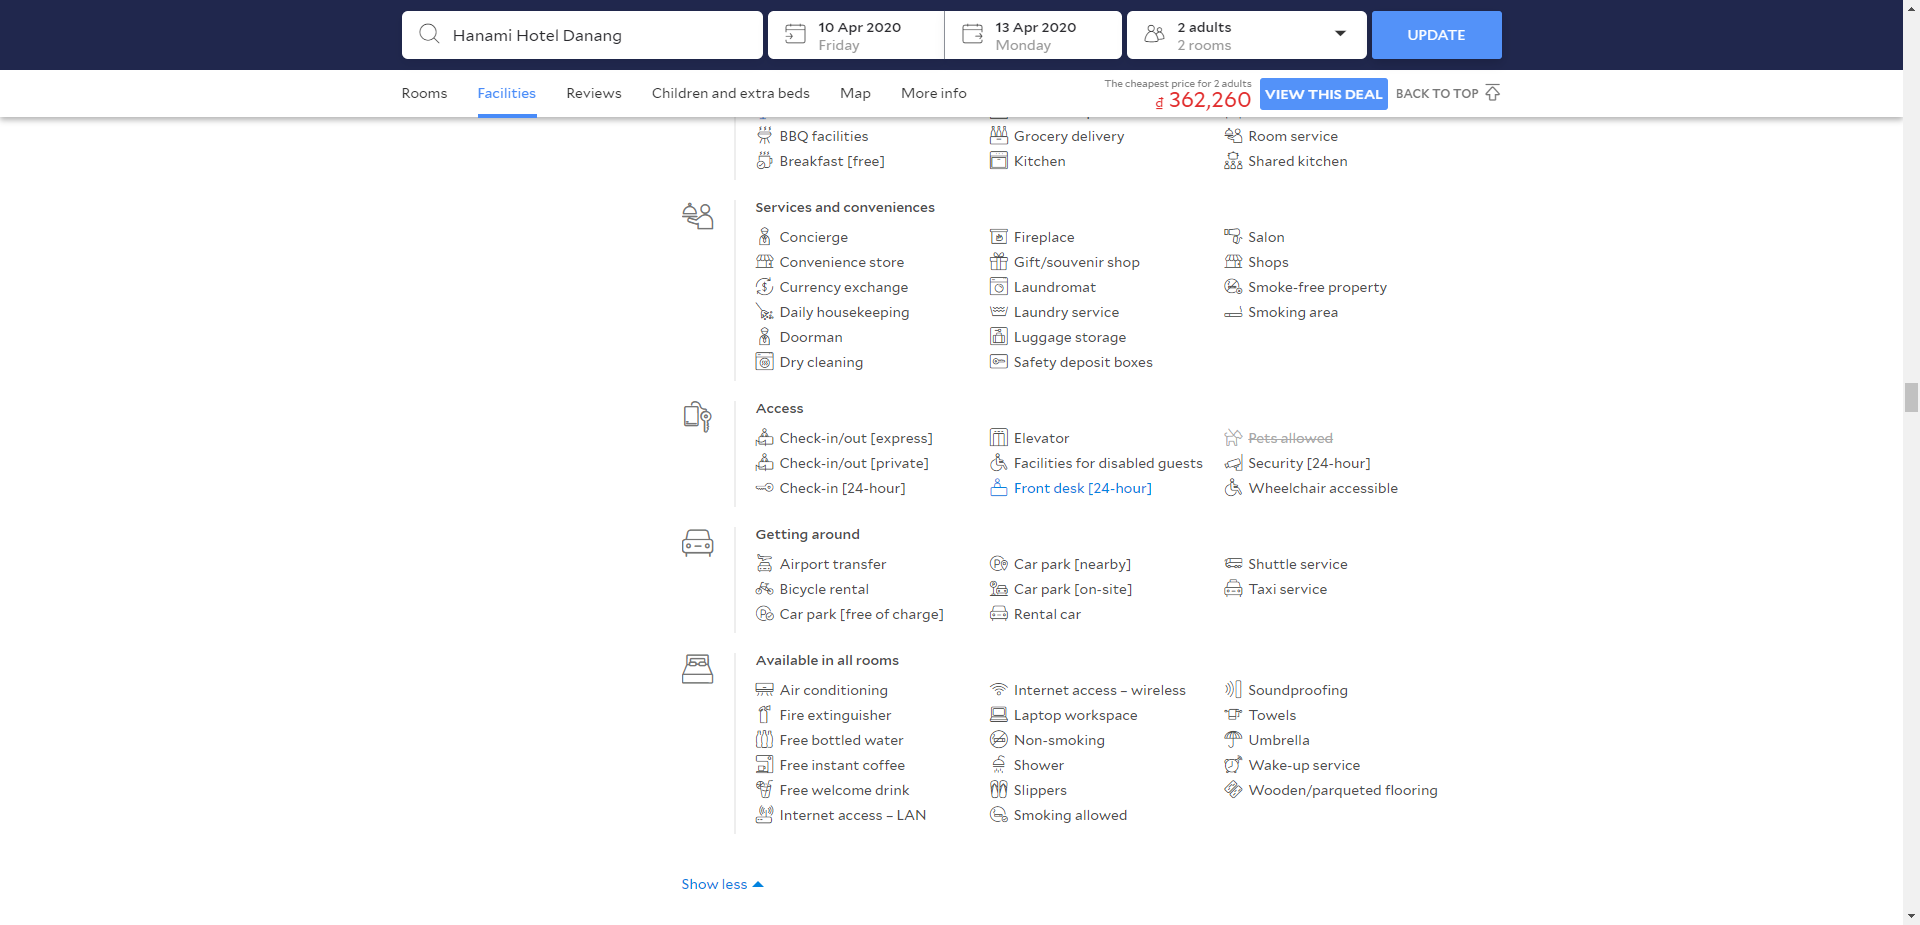 Hanami Hotel Danang
10 Apr 2020
Friday
13 Apr 2020
Monday
2 adults
2 rooms
UPDATE
Rooms
Facilities
Reviews
Children and extra beds
Map
More info
The cheapest price for 2 adults
₫ 362,260
VIEW THIS DEAL
BACK TO TOP
BBQ facilities
Grocery delivery
Room service
Breakfast [free]
Kitchen
Shared kitchen
Services and conveniences
Concierge
Fireplace
Salon
Convenience store
Gift/souvenir shop
Shops
Currency exchange
Laundromat
Smoke-free property
Daily housekeeping
Laundry service
Smoking area
Doorman
Luggage storage
Dry cleaning
Safety deposit boxes
Access
Check-in/out [express]
Elevator
Pets allowed
Check-in/out [private]
Facilities for disabled guests
Security [24-hour]
Check-in [24-hour]
Front desk [24-hour]
Wheelchair accessible
Getting around
Airport transfer
Car park [nearby]
Shuttle service
Bicycle rental
Car park [on-site]
Taxi service
Car park [free of charge]
Rental car
Available in all rooms
Air conditioning
Internet access – wireless
Soundproofing
Fire extinguisher
Laptop workspace
Towels
Free bottled water
Non-smoking
Umbrella
Free instant coffee
Shower
Wake-up service
Free welcome drink
Slippers
Wooden/parqueted flooring
Internet access – LAN
Smoking allowed
Show less